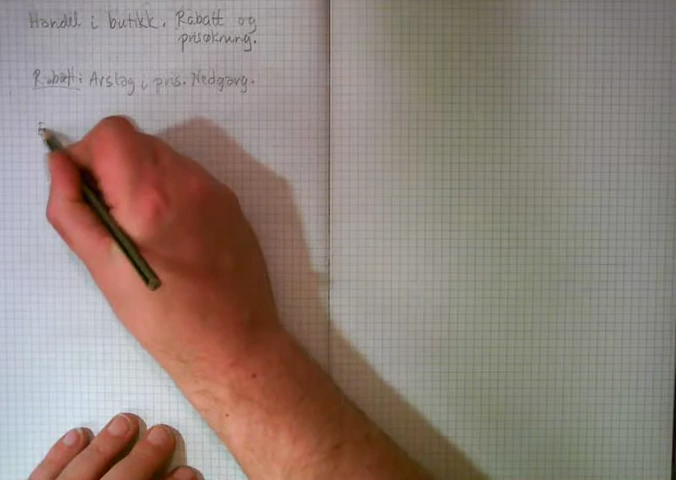 Handel i butikk. Rabatt og
prisøkning.
Rabatt: Avslag i pris. Nedgang.
E